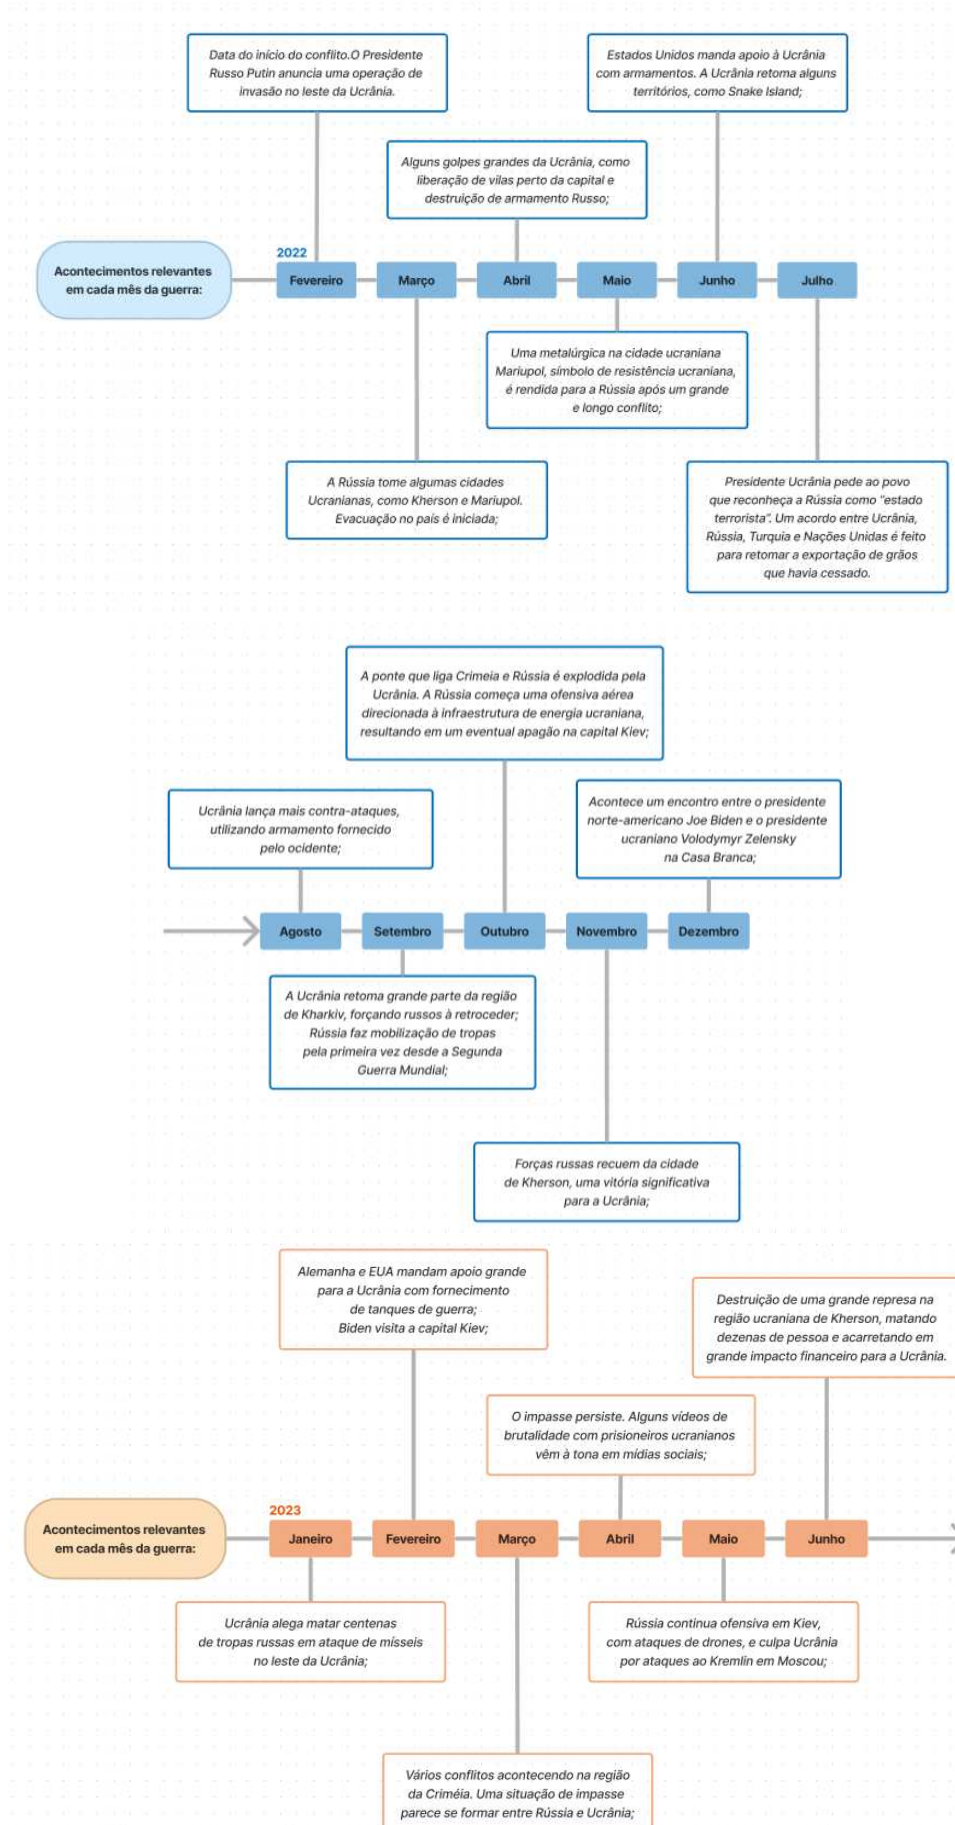 Data do início do conflito.O Presidente
Russo Putin anuncia uma operação de
invasão no leste da Ucrânia.
Estados Unidos manda apoio à Ucrânia
com armamentos. A Ucrânia retoma alguns
territórios, como Snake Island;
Alguns golpes grandes da Ucrânia, como
liberação de vilas perto da capital e
destruição de armamento Russo;
Acontecimentos relevantes
em cada mês da guerra:
2022
Fevereiro
Março
Abril
Maio
Junho
Julho
Uma metalúrgica na cidade ucraniana
Mariupol, símbolo de resistência ucraniana,
é rendida para a Rússia após um grande
e longo conflito;
A Rússia tome algumas cidades
Ucranianas, como Kherson e Mariupol.
Evacuação no país é iniciada;
Presidente Ucrânia pede ao povo
que reconheça a Rússia como "estado
terrorista". Um acordo entre Ucrânia,
Rússia, Turquia e Nações Unidas é feito
para retomar a exportação de grãos
que havia cessado.
A ponte que liga Crimeia e Rússia é explodida pela
Ucrânia. A Rússia começa uma ofensiva aérea
direcionada à infraestrutura de energia ucraniana,
resultando em um eventual apagão na capital Kiev;
Ucrânia lança mais contra-ataques,
utilizando armamento fornecido
pelo ocidente;
Acontece um encontro entre o presidente
norte-americano Joe Biden e o presidente
ucraniano Volodymyr Zelensky
na Casa Branca;
Agosto
Setembro
Outubro
Novembro
Dezembro
A Ucrânia retoma grande parte da região
de Kharkiv, forçando russos à retroceder;
Rússia faz mobilização de tropas
pela primeira vez desde a Segunda
Guerra Mundial;
Forças russas recuem da cidade
de Kherson, uma vitória significativa
para a Ucrânia;
Alemanha e EUA mandam apoio grande
para a Ucrânia com fornecimento
de tanques de guerra;
Biden visita a capital Kiev;
Destruição de uma grande represa na
região ucraniana de Kherson, matando
dezenas de pessoa e acarretando em
grande impacto financeiro para a Ucrânia.
O impasse persiste. Alguns vídeos de
brutalidade com prisioneiros ucranianos
vêm à tona em mídias sociais;
Acontecimentos relevantes
em cada mês da guerra:
2023
Janeiro
Fevereiro
Março
Abril
Maio
Junho
Ucrânia alega matar centenas
de tropas russas em ataque de mísseis
no leste da Ucrânia;
Rússia continua ofensiva em Kiev,
com ataques de drones, e culpa Ucrânia
por ataques ao Kremlin em Moscou;
Vários conflitos acontecendo na região
da Criméia. Uma situação de impasse
parece se formar entre Rússia e Ucrânia;